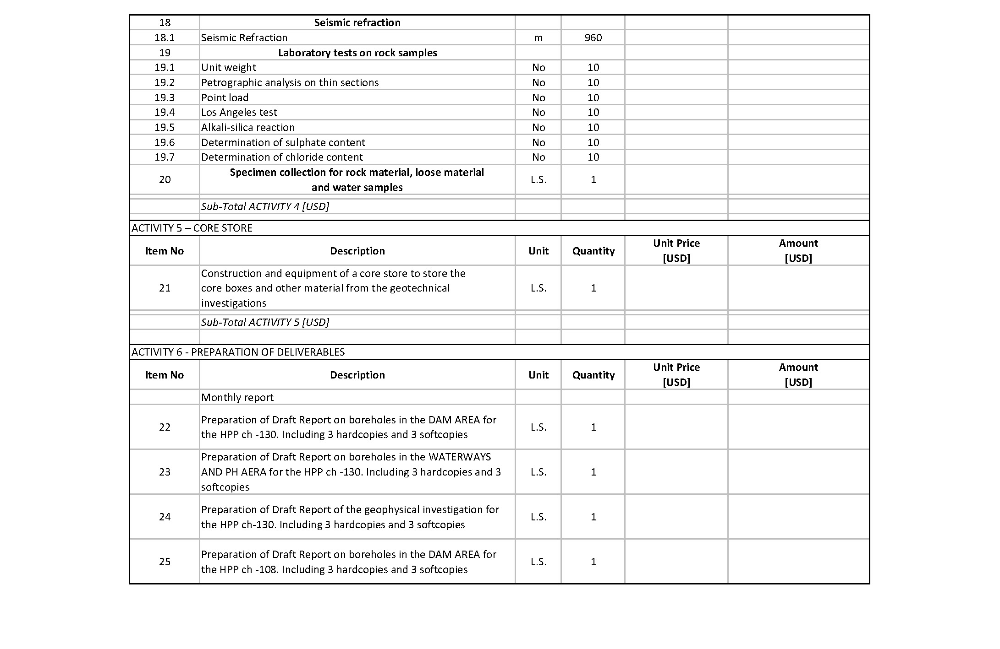 18 Seismic refraction
18.1 Seismic Refraction m 960
19 Laboratory tests on rock samples
19.1 Unit weight No 10
19.2 Petrographic analysis on thin sections No 10
19.3 Point load No 10
19.4 Los Angeles test No 10
19.5 Alkali-silica reaction No 10
19.6 Determination of sulphate content No 10
19.7 Determination of chloride content No 10
Specimen collection for rock material, loose material
20 L.S. 1
and water samples
Sub-Total ACTIVITY 4 [USD]
ACTIVITY 5 – CORE STORE
Unit Price Amount
Item No Description Unit Quantity
[USD] [USD]
Construction and equipment of a core store to store the
21 core boxes and other material from the geotechnical L.S. 1
investigations
Sub-Total ACTIVITY 5 [USD]
ACTIVITY 6 - PREPARATION OF DELIVERABLES
Unit Price Amount
Item No Description Unit Quantity
[USD] [USD]
Monthly report
Preparation of Draft Report on boreholes in the DAM AREA for
22 L.S. 1
the HPP ch -130. Including 3 hardcopies and 3 softcopies
Preparation of Draft Report on boreholes in the WATERWAYS
23 AND PH AERA for the HPP ch -130. Including 3 hardcopies and 3 L.S. 1
softcopies
Preparation of Draft Report of the geophysical investigation for
24 L.S. 1
the HPP ch-130. Including 3 hardcopies and 3 softcopies
Preparation of Draft Report on boreholes in the DAM AREA for
25 L.S. 1
the HPP ch -108. Including 3 hardcopies and 3 softcopies